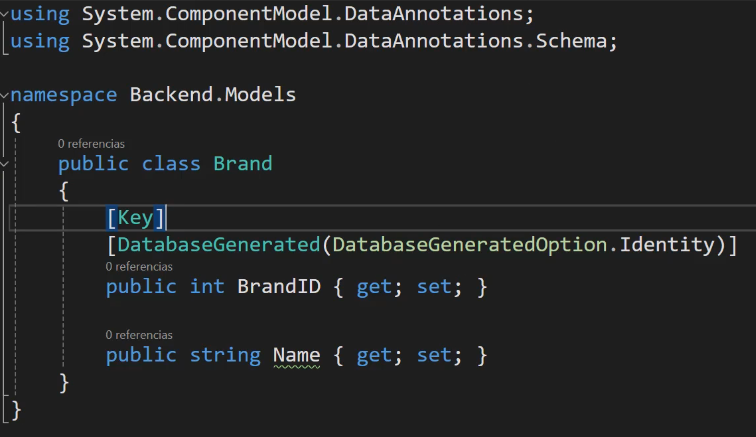 using System.ComponentModel.DataAnnotations;
using System.ComponentModel.DataAnnotations.Schema;
namespace Backend.Models
{
0 referencias
public class Brand
{
[Key]
[DatabaseGenerated(DatabaseGeneratedOption.Identity)]
0 referencias
public int BrandID { get; set; }
0 referencias
public string Name { get; set; }
}
}